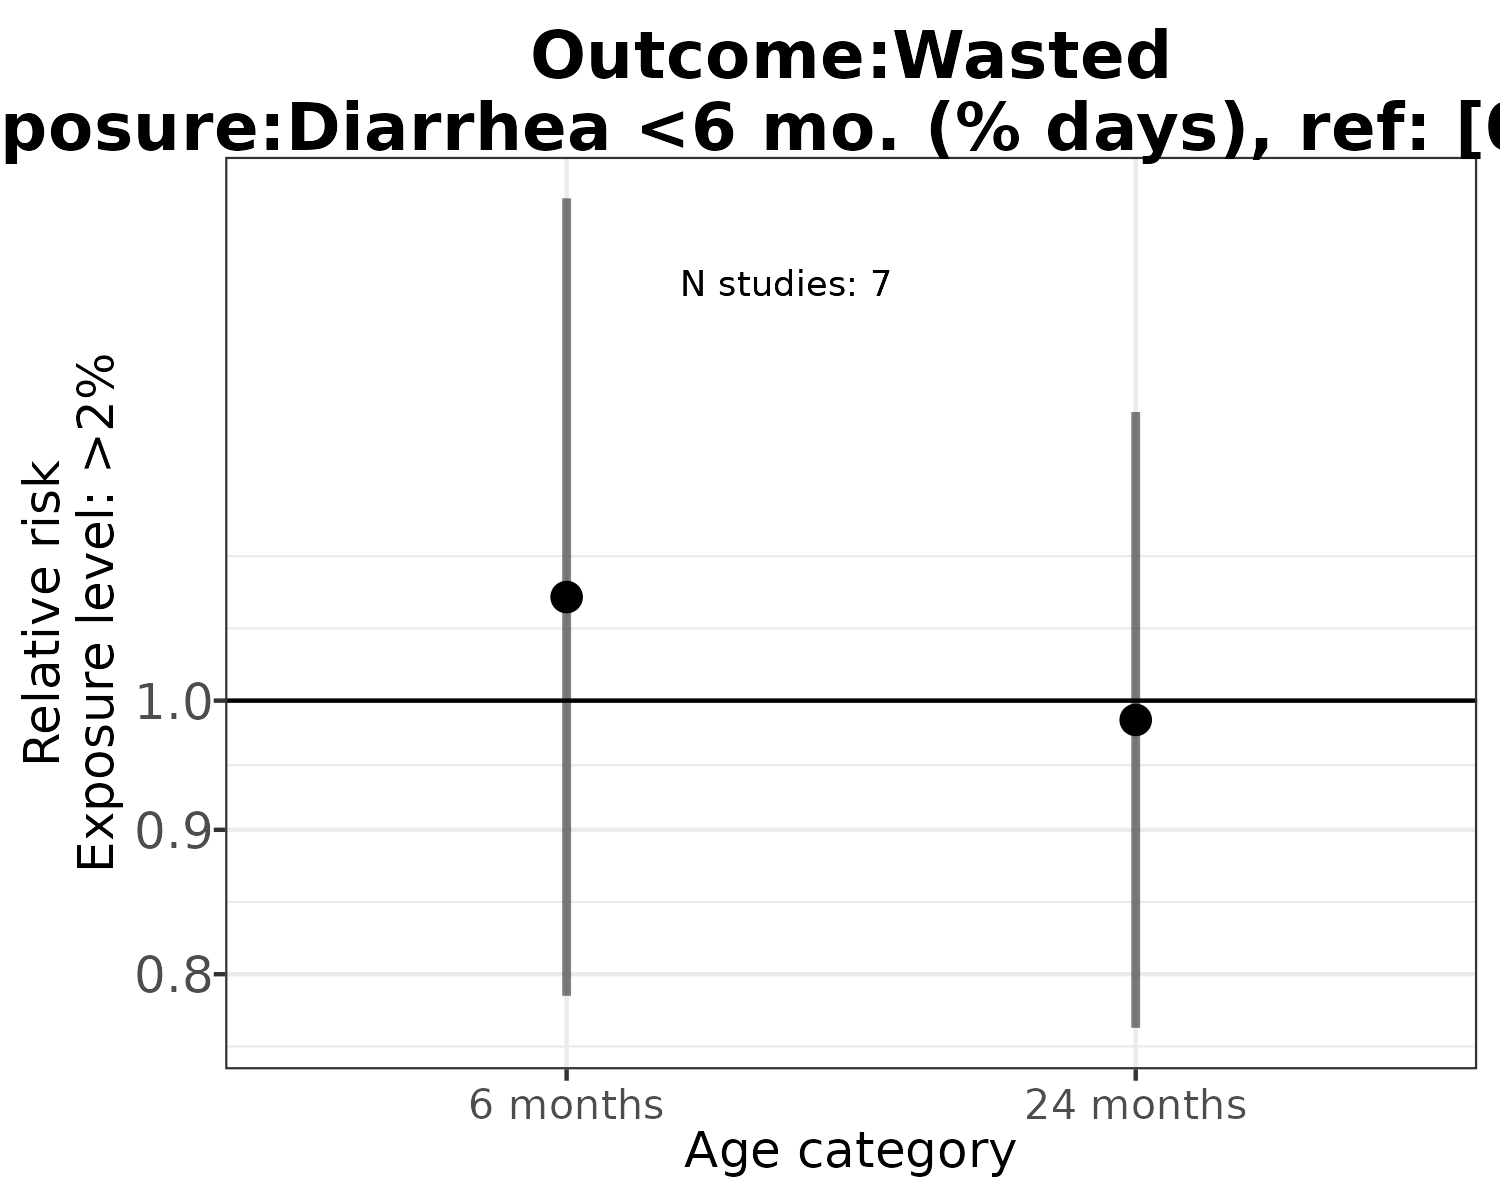 Outcome:Wasted
posure:Diarrhea <6 mo. (% days), ref: [0
N studies: 7
Relative risk
Exposure level: >2%
1.0
0.9
0.8
6 months
24 months
Age category